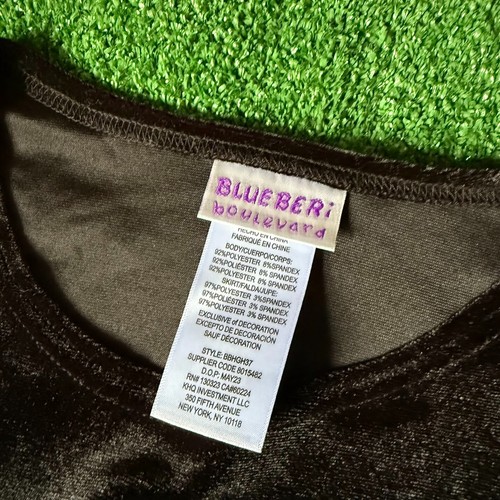 BLUEBERi
boulevard
HECHO EN CHINA
FABRIQUÉ EN CHINE
BODY/CUERPO/CORPS:
92%POLYESTER 8%SPANDEX
92%POLIÉSTER 8% SPANDEX
92%POLYESTER 8% SPANDEX
SKIRT/FALDA/JUPE:
97%POLYESTER 3%SPANDEX
97%POLIÉSTER 3% SPANDEX
97%POLYESTER 3% SPANDEX
EXCLUSIVE of DECORATION
EXCEPTO DE DECORACIÓN
SAUF DÉCORATION
STYLE: BBHGH37
SUPPLIER CODE 8015482
D.O.P: MAY23
RN# 130323 CA#60224
KHQ INVESTMENT LLC
350 FIFTH AVENUE
NEW YORK, NY 10118